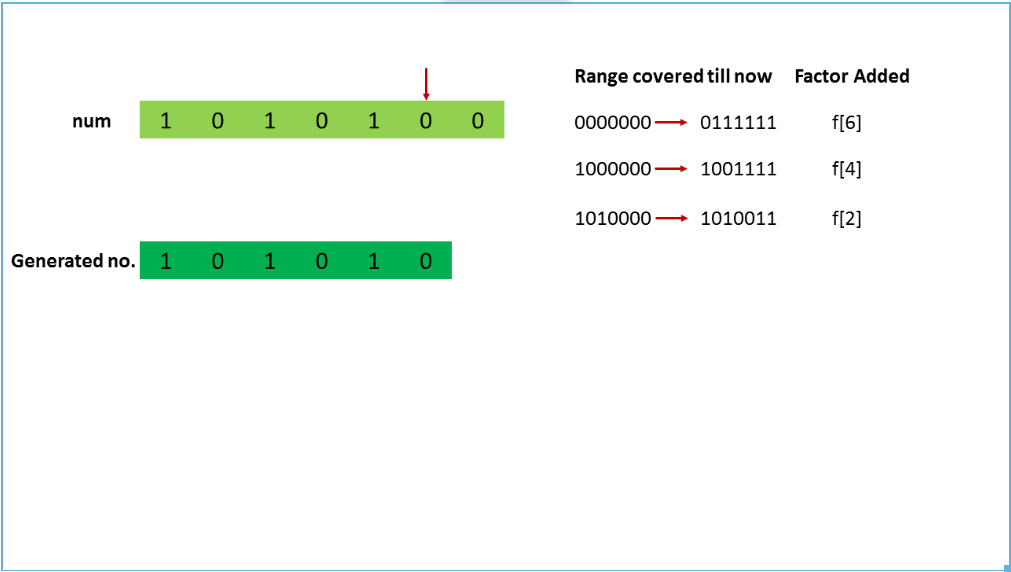 Range covered till now Factor Added
num 1 0 1 0 1 0 0 0000000 0111111 f[6]
1000000 1001111 f[4]
1010000 1010011 f[2]
Generated no. 1 0 1 0 1 0